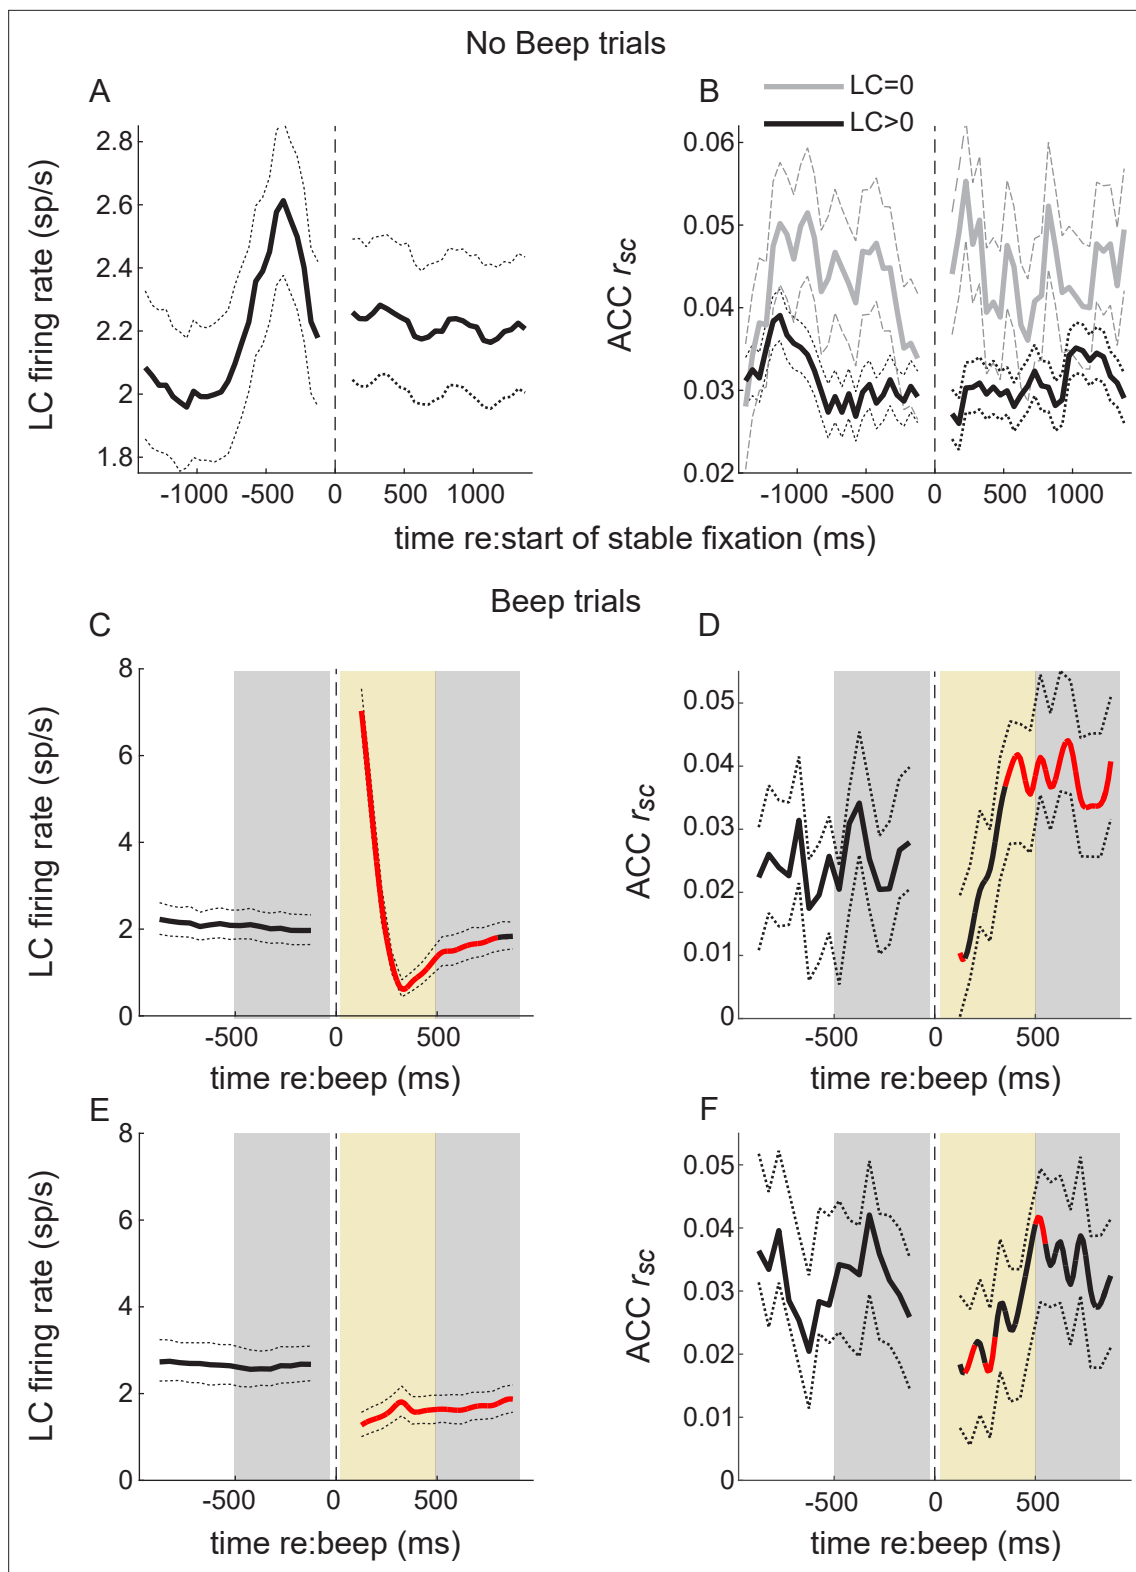 No Beep trials
A
LC firing rate (sp/s)
2.8
2.6
2.4
2.2
2
1.8
-1000 -500 0 500 1000
B
LC=0
LC>0
ACC rsc
0.06
0.05
0.04
0.03
0.02
-1000 -500 0 500 1000
time re:start of stable fixation (ms)
Beep trials
C
LC firing rate (sp/s)
8
6
4
2
0
-500 0 500
time re:beep (ms)
D
ACC rsc
0.05
0.04
0.03
0.02
0.01
0
-500 0 500
time re:beep (ms)
E
LC firing rate (sp/s)
8
6
4
2
0
-500 0 500
time re:beep (ms)
F
ACC rsc
0.05
0.04
0.03
0.02
0.01
0
-500 0 500
time re:beep (ms)